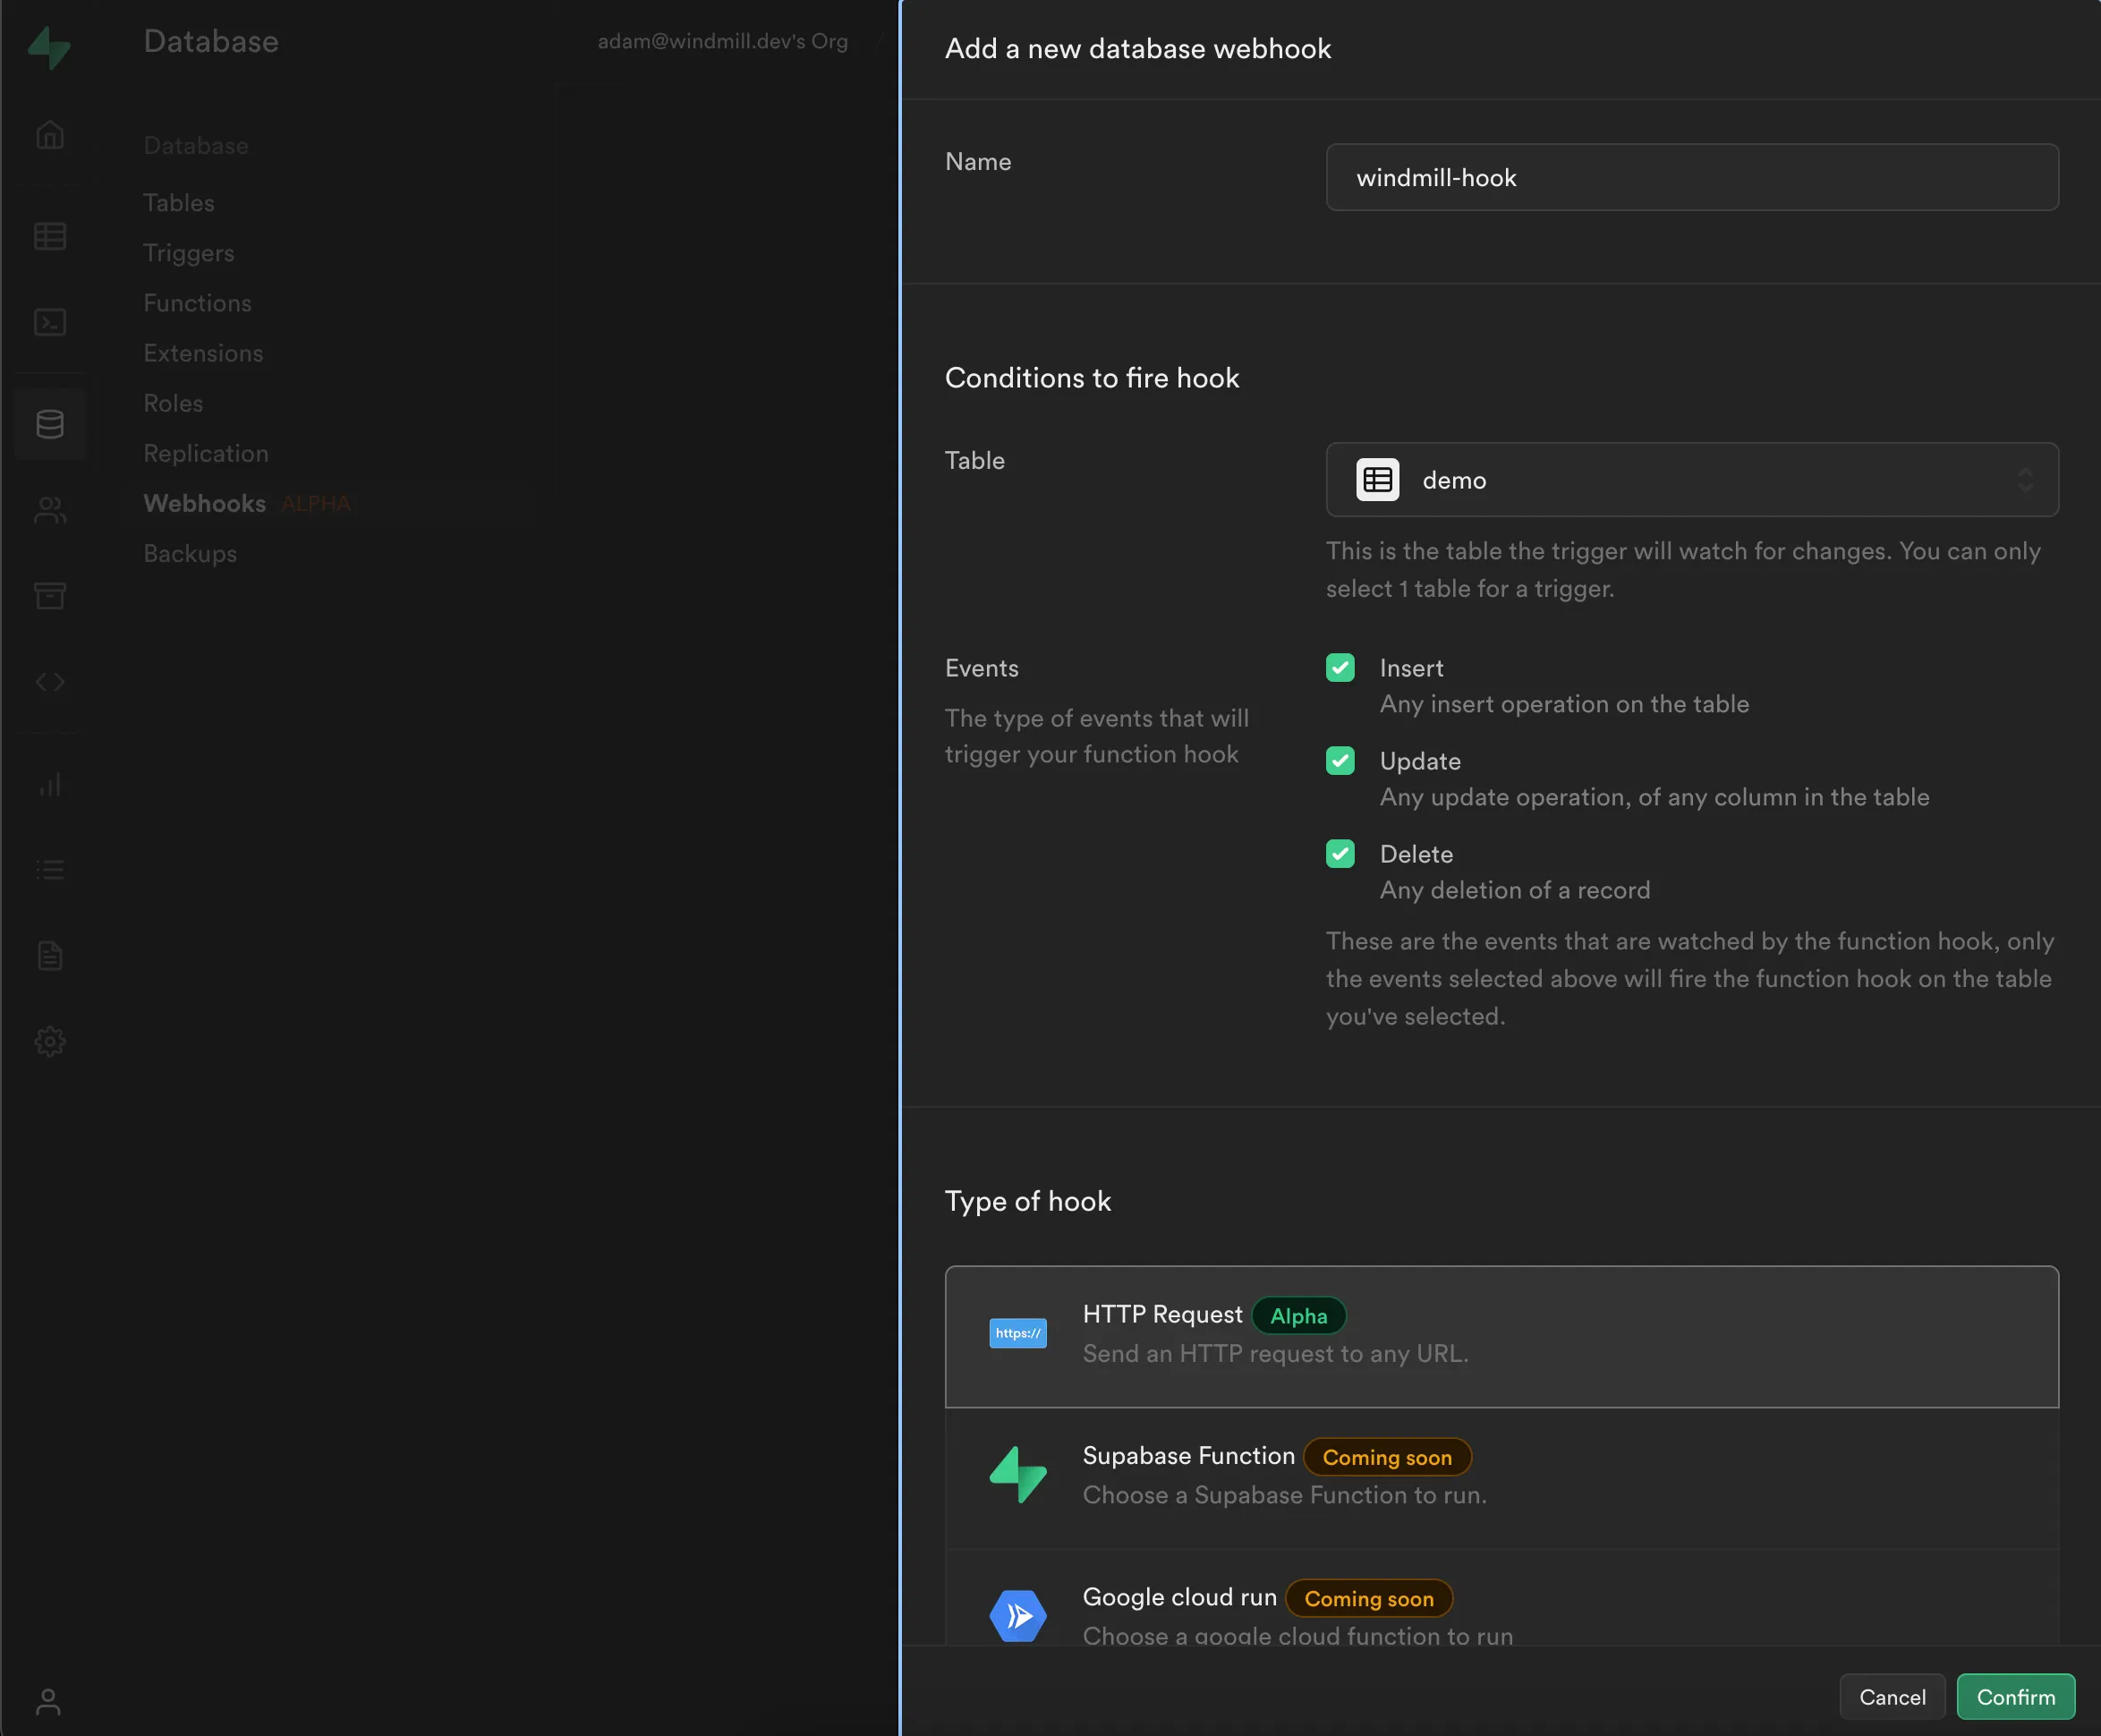 Database
adam@windmill.dev's Org /
Database
Tables
Triggers
Functions
Extensions
Roles
Replication
Webhooks ALPHA
Backups
Add a new database webhook
Name
windmill-hook
Conditions to fire hook
Table
demo
This is the table the trigger will watch for changes. You can only
select 1 table for a trigger.
Events
The type of events that will
trigger your function hook
Insert
Any insert operation on the table
Update
Any update operation, of any column in the table
Delete
Any deletion of a record
These are the events that are watched by the function hook, only
the events selected above will fire the function hook on the table
you've selected.
Type of hook
https://
HTTP Request Alpha
Send an HTTP request to any URL.
Supabase Function Coming soon
Choose a Supabase Function to run.
Google cloud run Coming soon
Choose a google cloud function to run
Cancel
Confirm